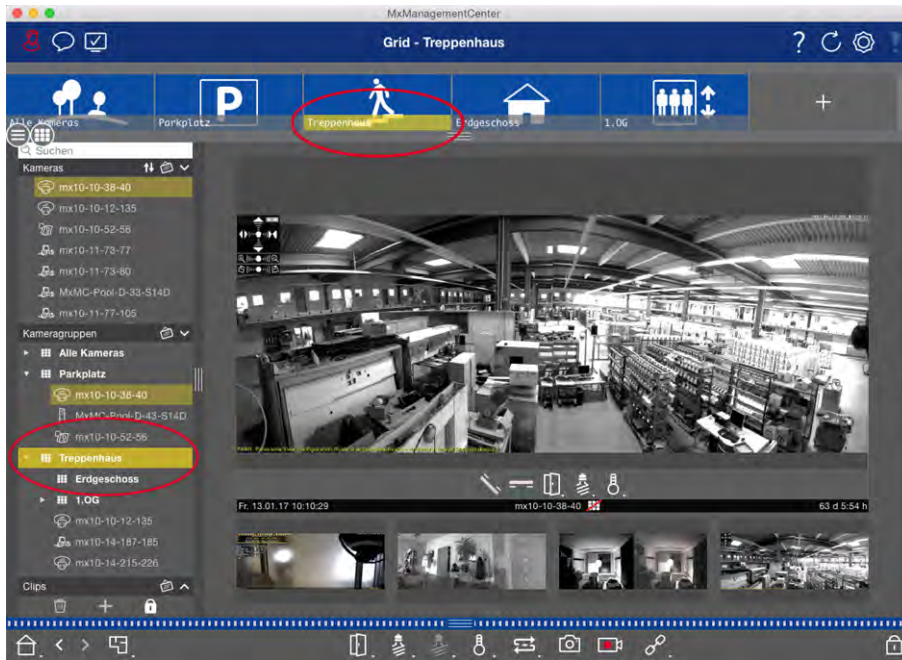 MxManagementCenter
Grid - Treppenhaus
?
P
+
Alle Kameras
Parkplatz
Treppenhaus
Erdgeschoss
1.OG
Suchen
Kameras
mx10-10-38-40
mx10-10-12-135
mx10-10-52-56
mx10-11-73-77
mx10-11-73-80
MxMC-Pool-D-33-S14D
mx10-11-77-105
Kameragruppen
Alle Kameras
Parkplatz
mx10-10-38-40
MxMC-Pool-D-43-S14D
mx10-10-52-56
Treppenhaus
Erdgeschoss
1.OG
mx10-10-12-135
mx10-14-187-185
mx10-14-215-226
Clips
Fr. 13.01.17 10:10:29
mx10-10-38-40
63 d 5:54 h